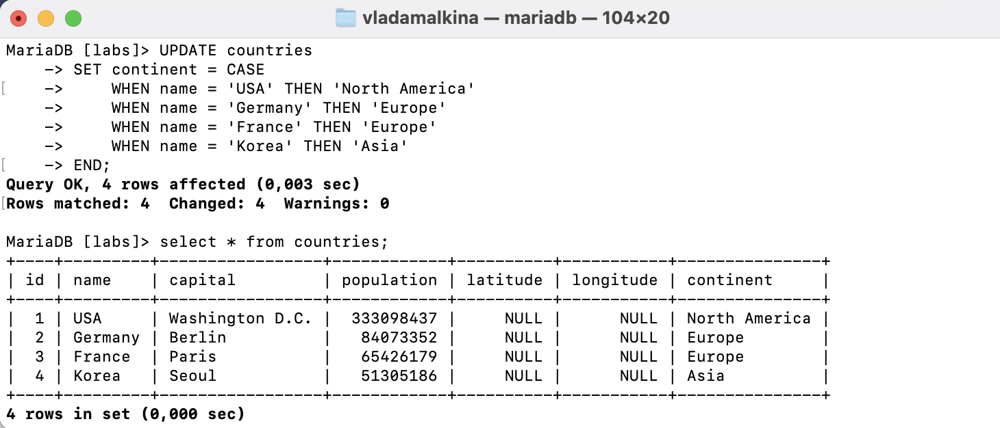 vladamalkina — mariadb — 104×20
MariaDB [labs]> UPDATE countries
    -> SET continent = CASE
    ->     WHEN name = 'USA' THEN 'North America'
    ->     WHEN name = 'Germany' THEN 'Europe'
    ->     WHEN name = 'France' THEN 'Europe'
    ->     WHEN name = 'Korea' THEN 'Asia'
    -> END;
Query OK, 4 rows affected (0,003 sec)
Rows matched: 4  Changed: 4  Warnings: 0

MariaDB [labs]> select * from countries;
+----+---------+-----------------+------------+----------+-----------+---------------+
| id | name    | capital         | population | latitude | longitude | continent     |
+----+---------+-----------------+------------+----------+-----------+---------------+
|  1 | USA     | Washington D.C. |  333098437 |     NULL |      NULL | North America |
|  2 | Germany | Berlin          |   84073352 |     NULL |      NULL | Europe        |
|  3 | France  | Paris           |   65426179 |     NULL |      NULL | Europe        |
|  4 | Korea   | Seoul           |   51305186 |     NULL |      NULL | Asia          |
+----+---------+-----------------+------------+----------+-----------+---------------+
4 rows in set (0,000 sec)